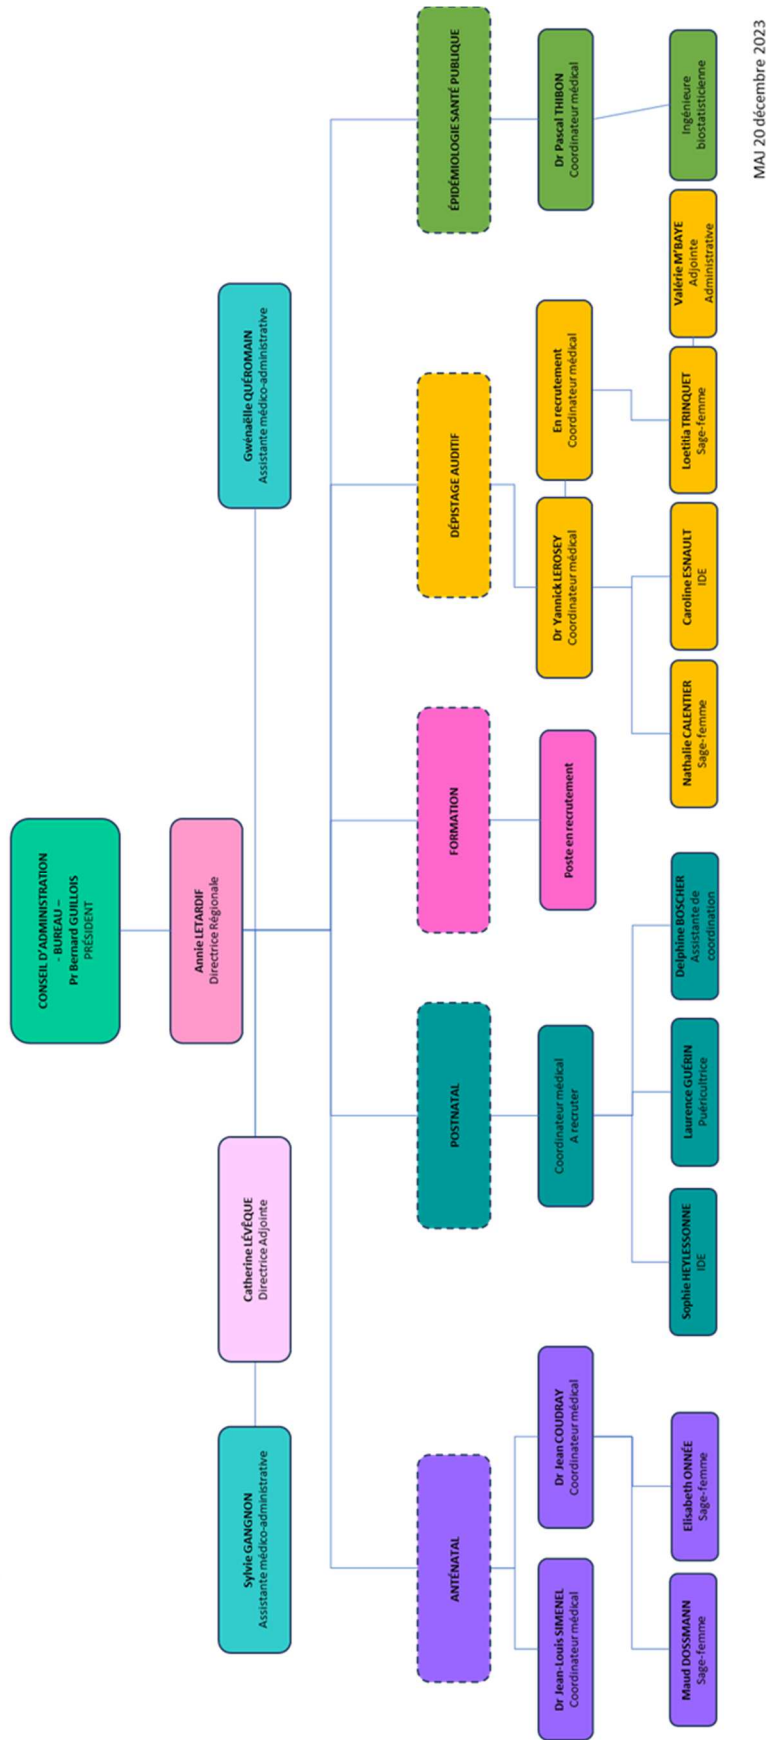 CONSEIL D'ADMINISTRATION
- BUREAU –
Pr Bernard GUILLOIS
PRÉSIDENT
Annie LETARDIF
Directrice Régionale
Sylvie GANGNON
Assistante médico-administrative
Catherine LÉVÊQUE
Directrice Adjointe
Gwénaëlle QUÉROMAIN
Assistante médico-administrative
ANTÉNATAL
POSTNATAL
FORMATION
DÉPISTAGE AUDITIF
ÉPIDÉMIOLOGIE SANTÉ PUBLIQUE
Dr Jean-Louis SIMENEL
Coordinateur médical
Dr Jean COUDRAY
Coordinateur médical
Coordinateur médical
A recruter
Poste en recrutement
Dr Yannick LEROSEY
Coordinateur médical
En recrutement
Coordinateur médical
Dr Pascal THIBON
Coordinateur médical
Maud DOSSMANN
Sage-femme
Elisabeth ONNÉE
Sage-femme
Sophie HEYLESSONNE
IDE
Laurence GUÉRIN
Puéricultrice
Delphine BOSCHER
Assistante de
coordination
Nathalie CALENTIER
Sage-femme
Caroline ESNAULT
IDE
Loetitia TRINQUET
Sage-femme
Valérie M'BAYE
Adjointe
Administrative
Ingénieure
biostatisticienne
MAJ 20 décembre 2023